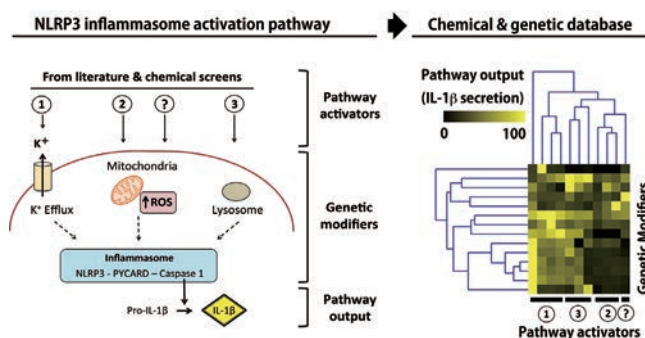 NLRP3 inflammasome activation pathway
Chemical & genetic database
From literature & chemical screens
1 2 ? 3
K+
Mitochondria
↑ROS
K+ Efflux
Lysosome
Inflammasome
NLRP3 - PYCARD – Caspase 1
Pro-IL-1β
IL-1β
Pathway
activators
Genetic
modifiers
Pathway
output
Pathway output
(IL-1β secretion)
0 100
Genetic Modifiers
1 3 2 ?
Pathway activators